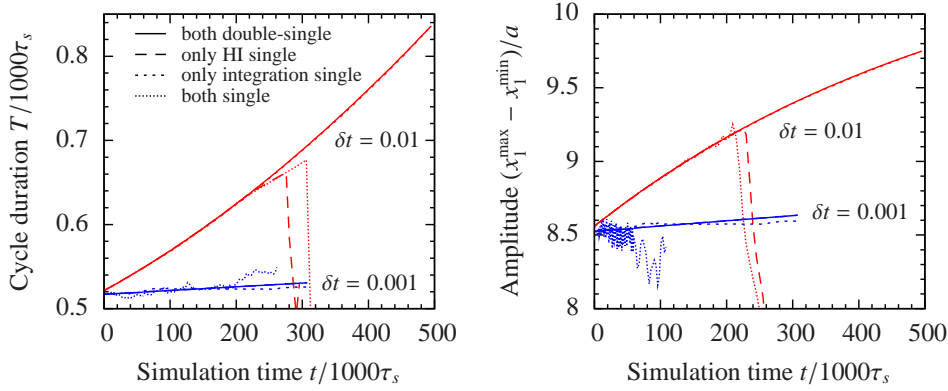 Cycle duration T/1000τs
0.8
0.7
0.6
0.5
both double-single
only HI single
only integration single
both single
δt = 0.01
δt = 0.001
0 100 200 300 400 500
Simulation time t/1000τs
Amplitude (x₁ᵐᵃˣ − x₁ᵐⁱⁿ)/a
10
9.5
9
8.5
8
δt = 0.01
δt = 0.001
0 100 200 300 400 500
Simulation time t/1000τs